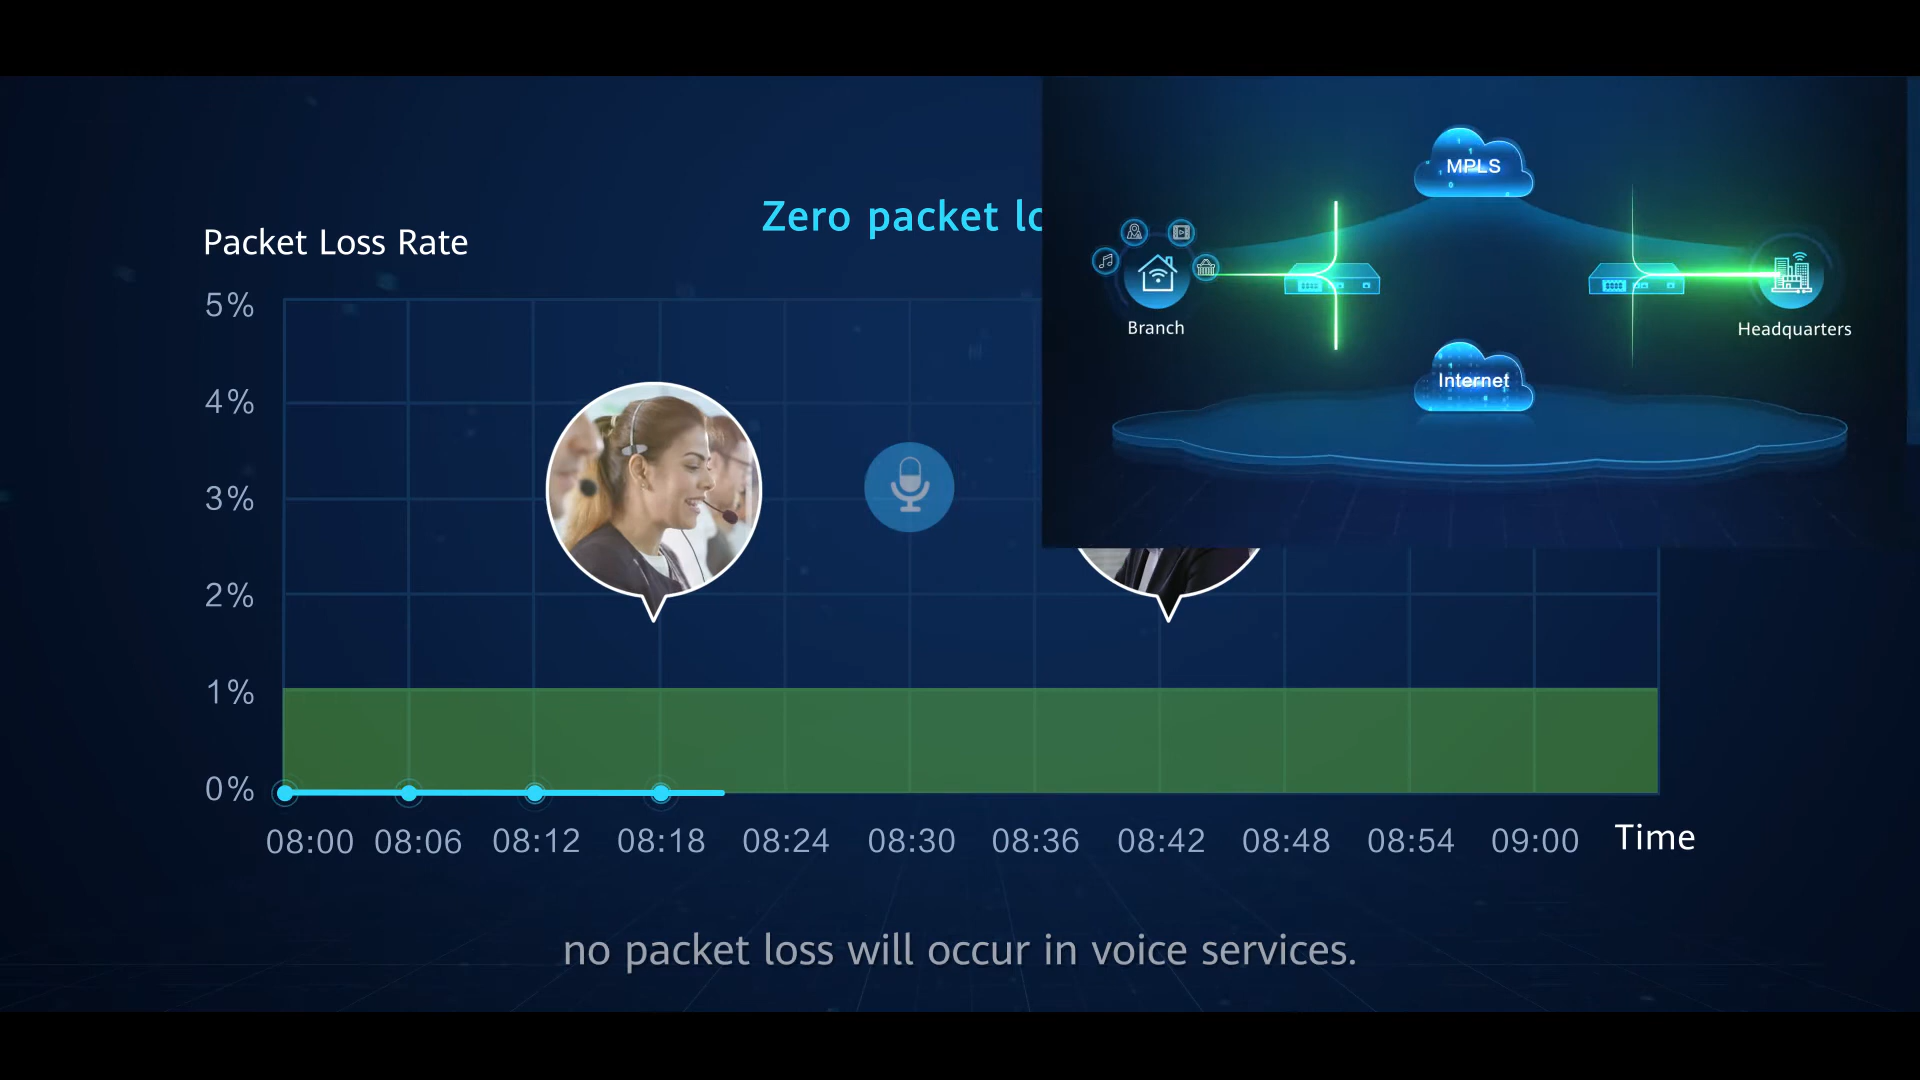 Zero packet
Packet Loss Rate
5%
4%
3%
2%
1%
0%
08:00 08:06 08:12 08:18 08:24 08:30 08:36 08:42 08:48 08:54 09:00 Time
MPLS
Branch
Headquarters
Internet
no packet loss will occur in voice services.